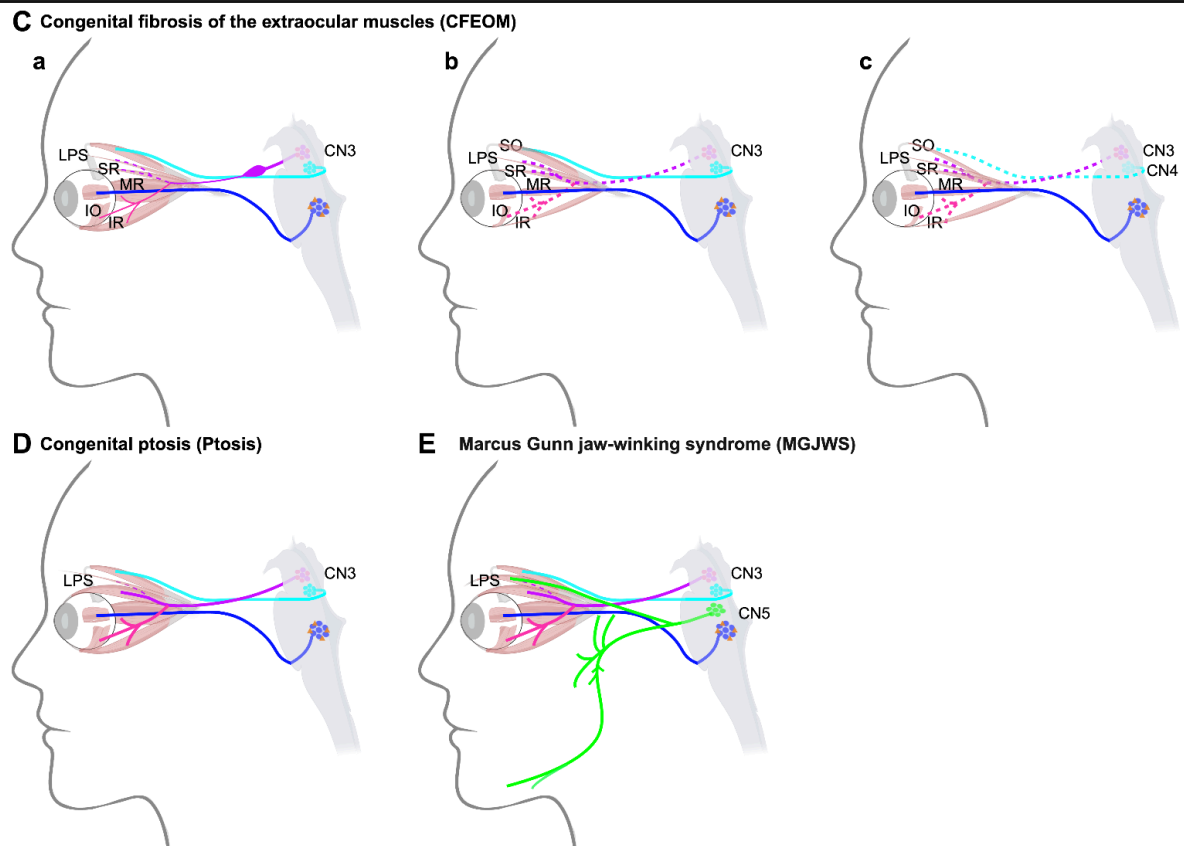 C Congenital fibrosis of the extraocular muscles (CFEOM)
a
b
c
LPS
SR
MR
IO
IR
CN3
SO
LPS
SR
MR
IO
IR
CN3
SO
LPS
SR
MR
IO
IR
CN3
CN4
D Congenital ptosis (Ptosis)
E Marcus Gunn jaw-winking syndrome (MGJWS)
LPS
CN3
LPS
CN3
CN5